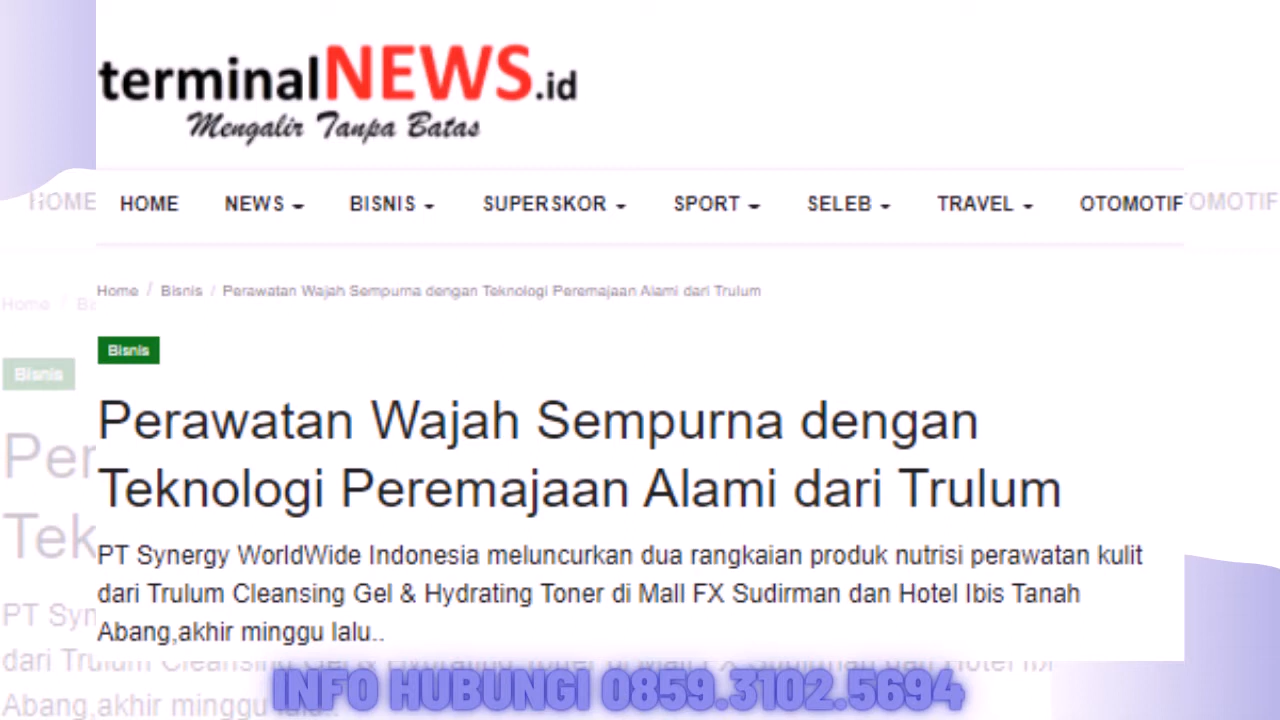 terminalNEWS.id
Mengalir Tanpa Batas
HOME NEWS BISNIS SUPERSKOR SPORT SELEB TRAVEL OTOMOTIF
Home / Bisnis / Perawatan Wajah Sempurna dengan Teknologi Peremajaan Alami dari Trulum
Bisnis
Perawatan Wajah Sempurna dengan
Teknologi Peremajaan Alami dari Trulum
PT Synergy WorldWide Indonesia meluncurkan dua rangkaian produk nutrisi perawatan kulit
dari Trulum Cleansing Gel & Hydrating Toner di Mall FX Sudirman dan Hotel Ibis Tanah
Abang,akhir minggu lalu..
INFO HUBUNGI 0859.3102.5694